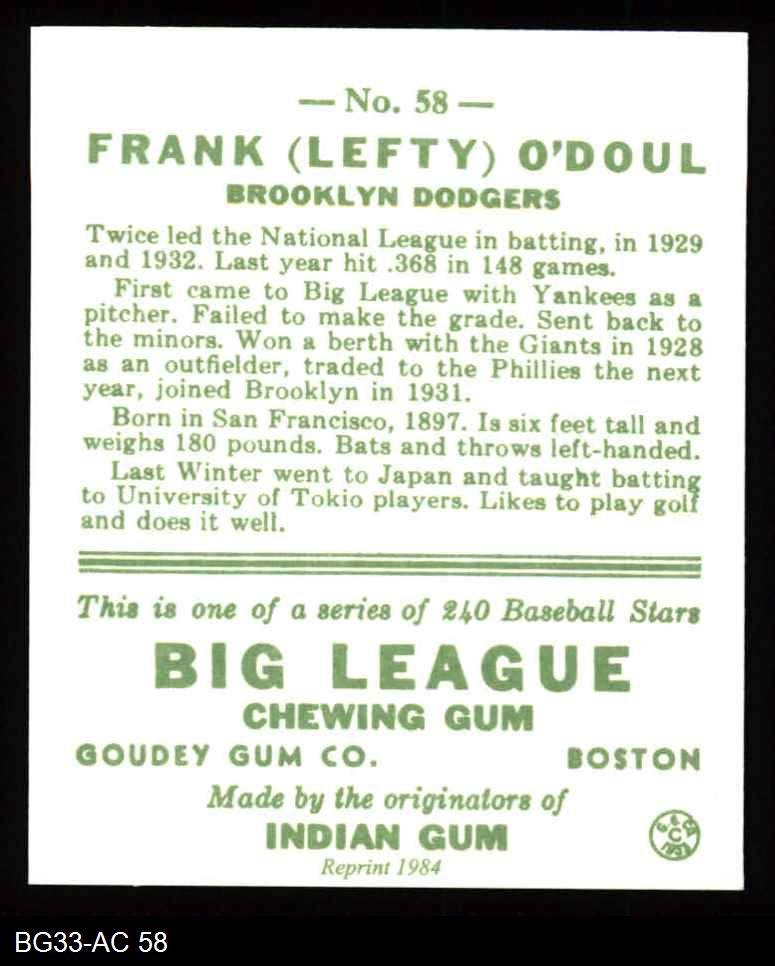 — No. 58 —
FRANK (LEFTY) O'DOUL
BROOKLYN DODGERS
Twice led the National League in batting, in 1929
and 1932. Last year hit .368 in 148 games.
First came to Big League with Yankees as a
pitcher. Failed to make the grade. Sent back to
the minors. Won a berth with the Giants in 1928
as an outfielder, traded to the Phillies the next
year, joined Brooklyn in 1931.
Born in San Francisco, 1897. Is six feet tall and
weighs 180 pounds. Bats and throws left-handed.
Last Winter went to Japan and taught batting
to University of Tokio players. Likes to play golf
and does it well.
This is one of a series of 240 Baseball Stars
BIG LEAGUE
CHEWING GUM
GOUDEY GUM CO. BOSTON
Made by the originators of
INDIAN GUM
Reprint 1984
C
BG33-AC 58